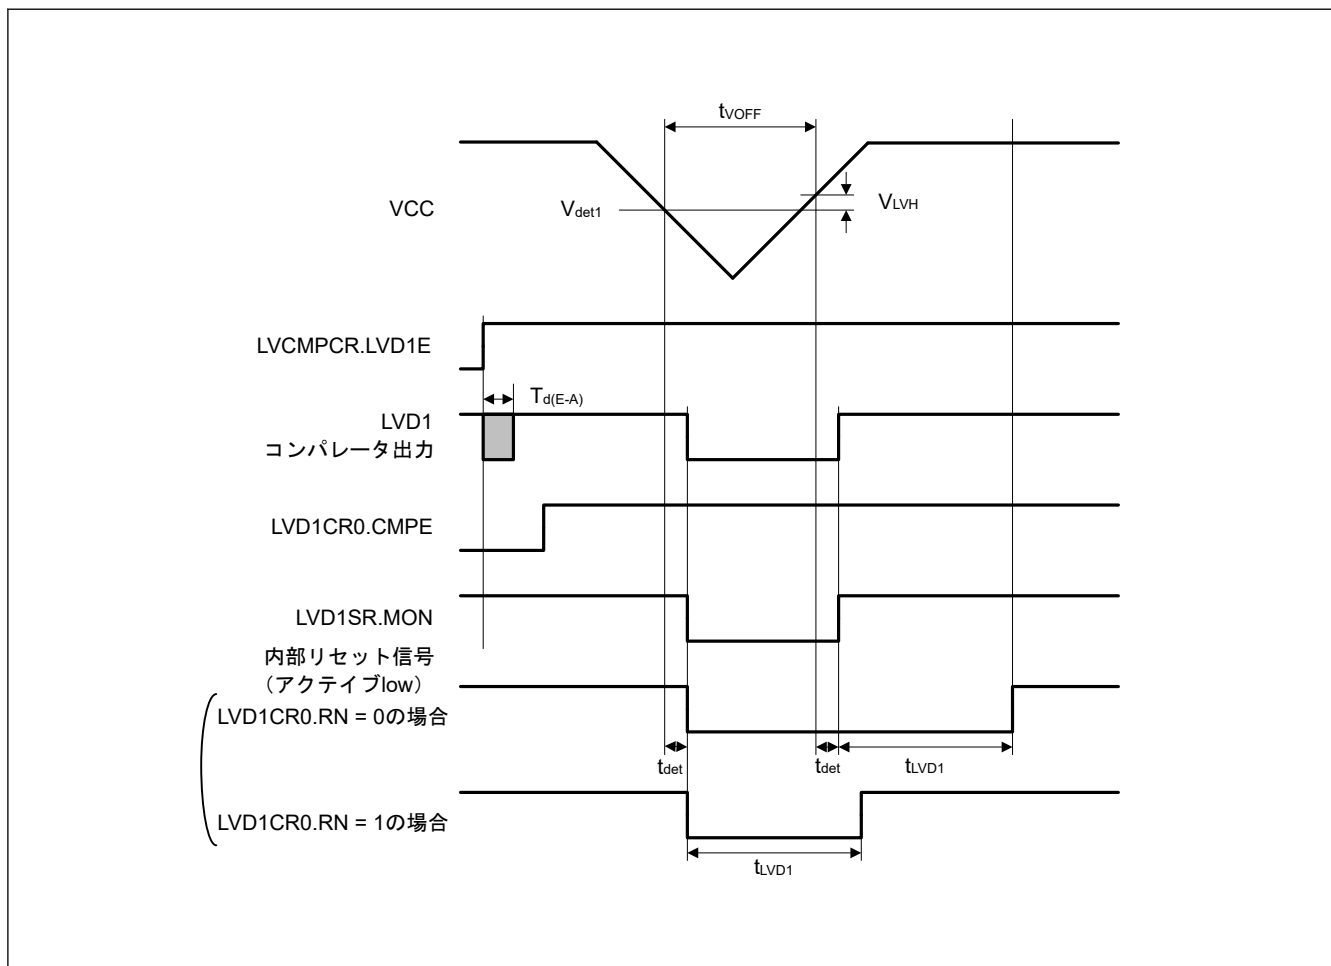 tVOFF
VCC
Vdet1
VLVH
LVCMPCR.LVD1E
Td(E-A)
LVD1
コンパレータ出力
LVD1CR0.CMPE
LVD1SR.MON
内部リセット信号
（アクティブlow）
LVD1CR0.RN = 0の場合
tdet
tdet
tLVD1
LVD1CR0.RN = 1の場合
tLVD1